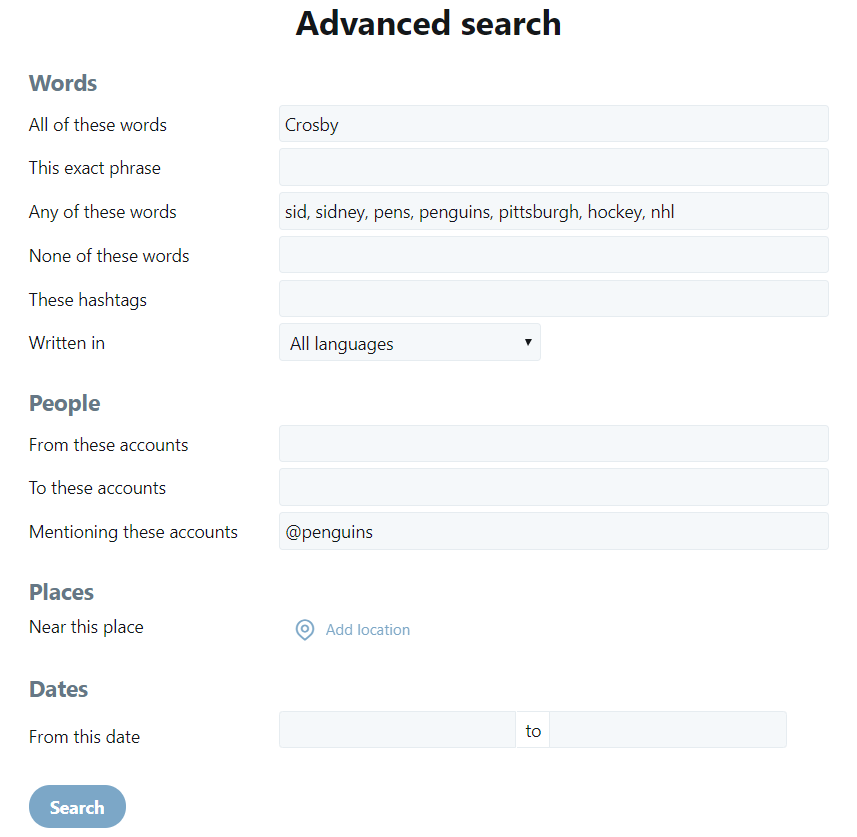 Advanced search
Words
All of these words Crosby
This exact phrase
Any of these words sid, sidney, pens, penguins, pittsburgh, hockey, nhl
None of these words
These hashtags
Written in All languages
People
From these accounts
To these accounts
Mentioning these accounts @penguins
Places
Near this place Add location
Dates
From this date to
Search